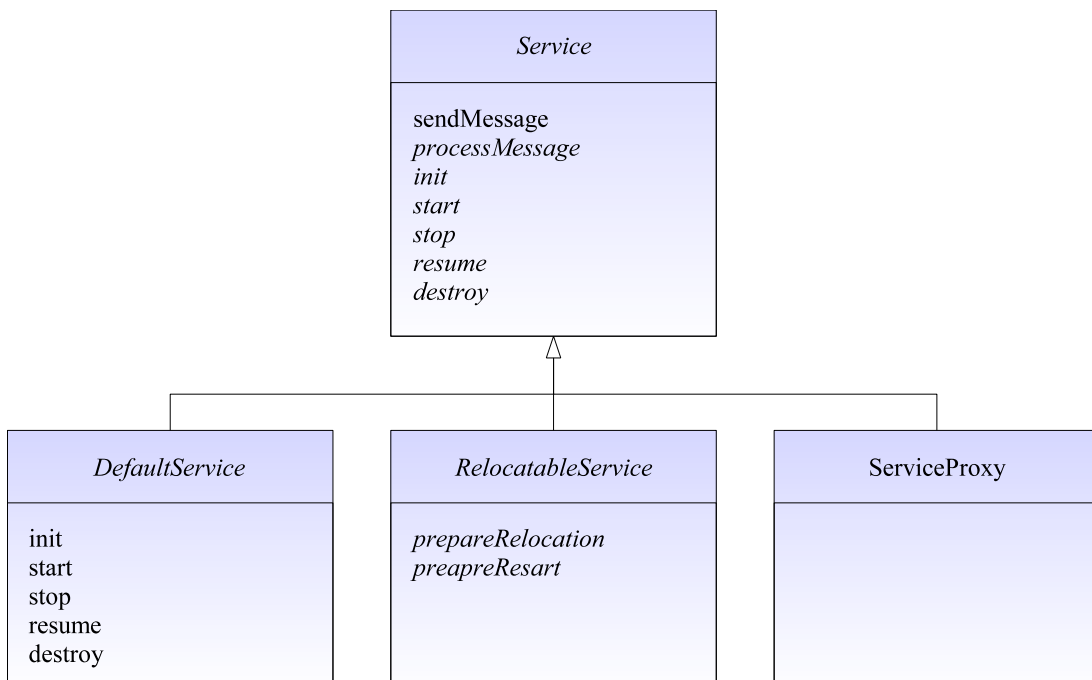 Service
sendMessage
processMessage
init
start
stop
resume
destroy
DefaultService
init
start
stop
resume
destroy
RelocatableService
prepareRelocation
preapreResart
ServiceProxy